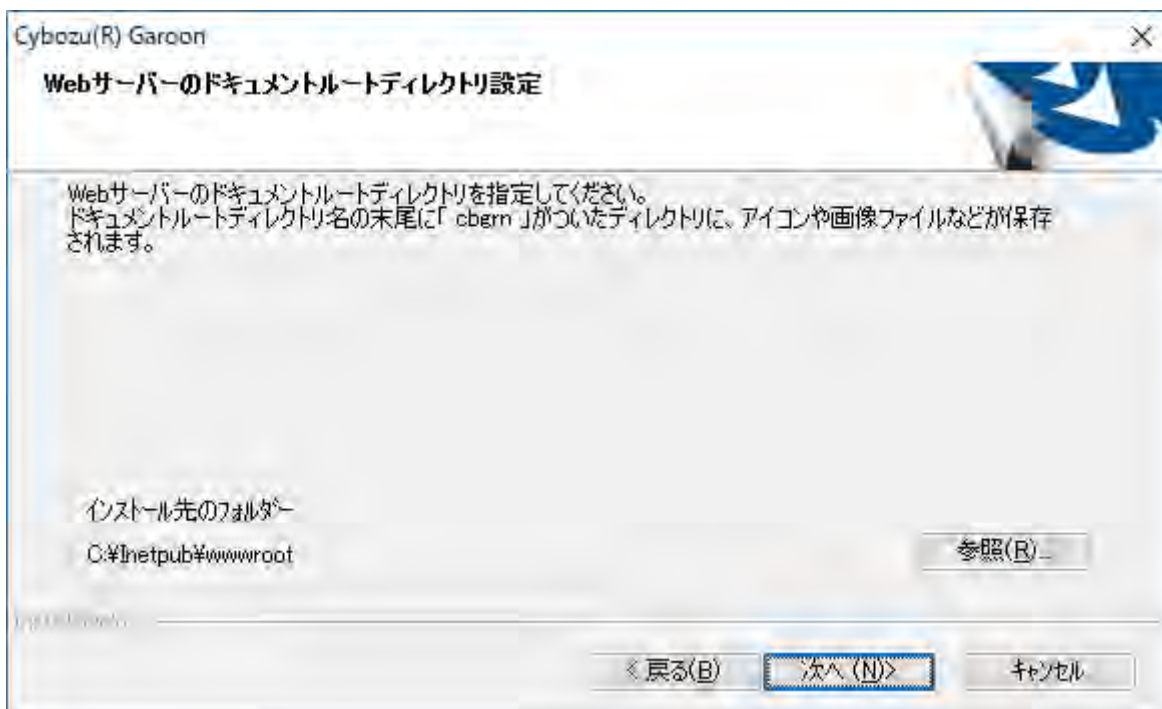 Cybozu(R) Garoon
Webサーバーのドキュメントルートディレクトリ設定
Webサーバーのドキュメントルートディレクトリを指定してください。
ドキュメントルートディレクトリ名の末尾に「 cbgrn 」がついたディレクトリに、アイコンや画像ファイルなどが保存
されます。
インストール先のフォルダー
C:¥Inetpub¥wwwroot
参照(R)...
< 戻る(B)
次へ (N)>
キャンセル